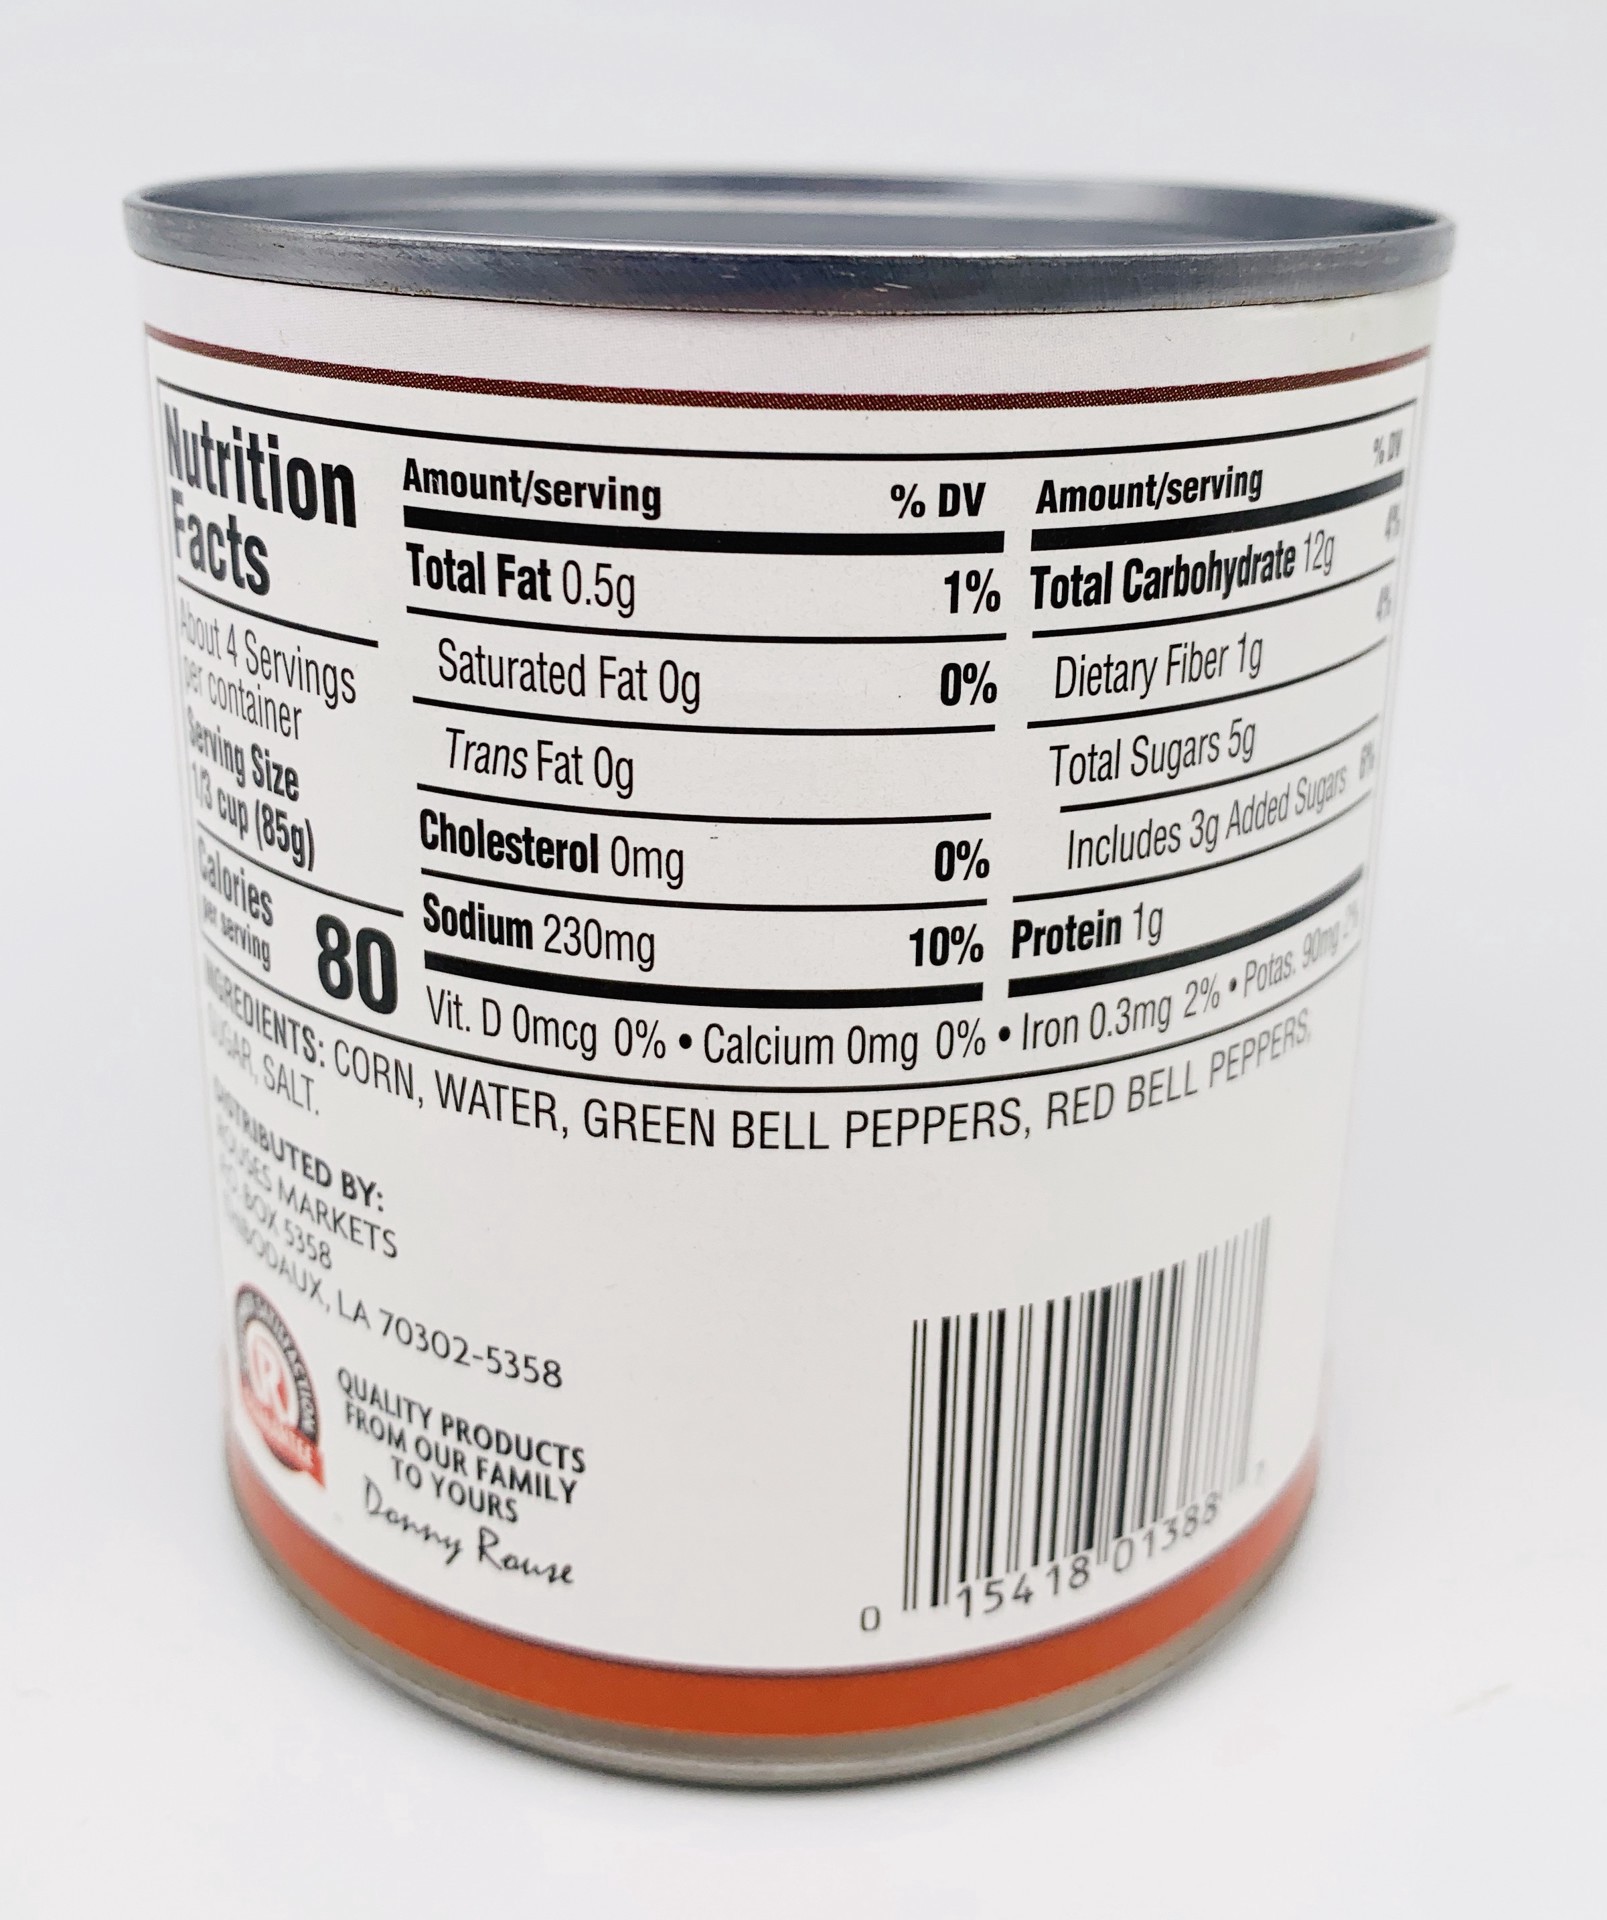 Nutrition
Facts
About 4 Servings
per container
Serving Size
1/3 cup (85g)
Calories
per serving
80
Amount/serving % DV
Total Fat 0.5g 1%
Saturated Fat 0g 0%
Trans Fat 0g
Cholesterol 0mg 0%
Sodium 230mg 10%
Amount/serving % DV
Total Carbohydrate 12g 4%
Dietary Fiber 1g 4%
Total Sugars 5g
Includes 3g Added Sugars 6%
Protein 1g
Vit. D 0mcg 0% • Calcium 0mg 0% • Iron 0.3mg 2% • Potas. 90mg 2%
INGREDIENTS: CORN, WATER, GREEN BELL PEPPERS, RED BELL PEPPERS,
SUGAR, SALT.
DISTRIBUTED BY:
ROUSES MARKETS
P.O. BOX 5358
THIBODAUX, LA 70302-5358
SATISFACTION
R
GUARANTEE
QUALITY PRODUCTS
FROM OUR FAMILY
TO YOURS
Donny Rouse
0 15418 01388 7